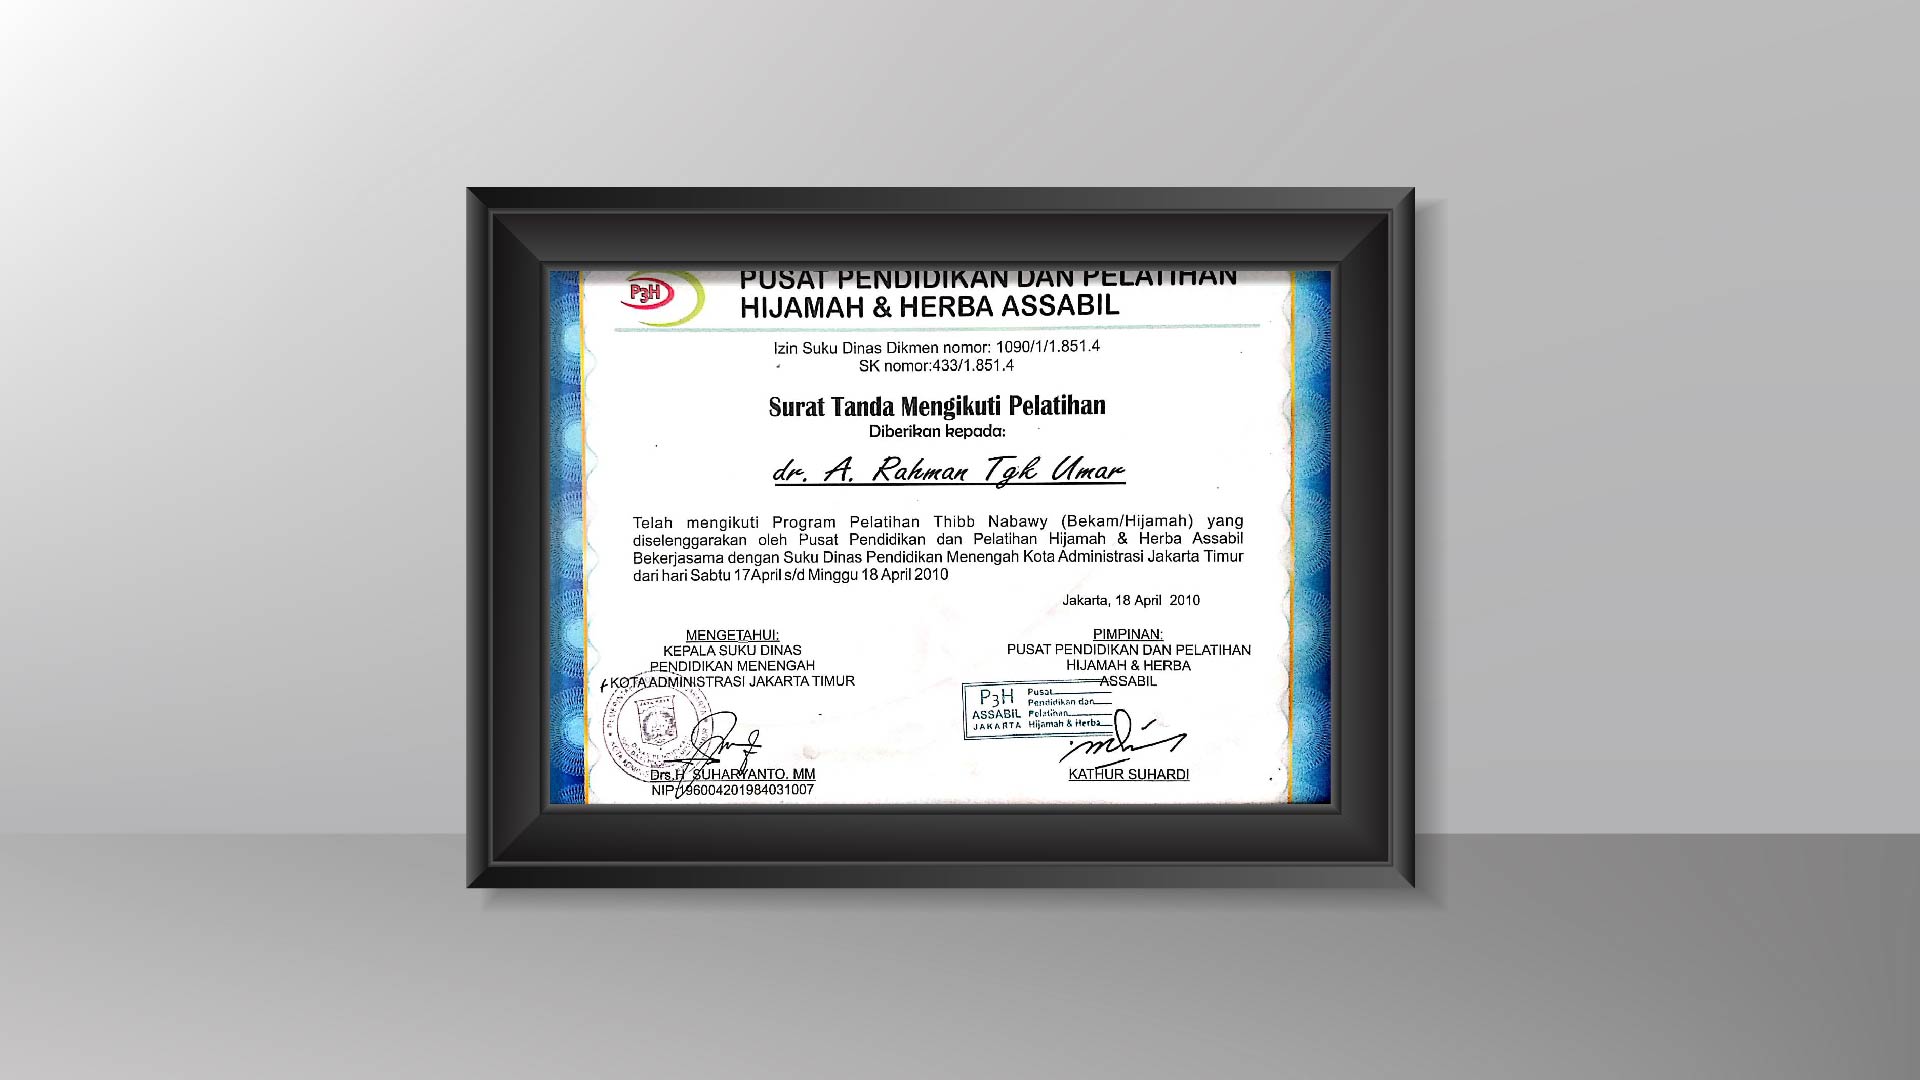 P3H
PUSAT PENDIDIKAN DAN PELATIHAN
HIJAMAH & HERBA ASSABIL
Izin Suku Dinas Dikmen nomor: 1090/1/1.851.4
SK nomor:433/1.851.4
Surat Tanda Mengikuti Pelatihan
Diberikan kepada:
dr. A. Rahman Tgk Umar
Telah mengikuti Program Pelatihan Thibb Nabawy (Bekam/Hijamah) yang
diselenggarakan oleh Pusat Pendidikan dan Pelatihan Hijamah & Herba Assabil
Bekerjasama dengan Suku Dinas Pendidikan Menengah Kota Administrasi Jakarta Timur
dari hari Sabtu 17 April s/d Minggu 18 April 2010
Jakarta, 18 April 2010
MENGETAHUI:
KEPALA SUKU DINAS
PENDIDIKAN MENENGAH
KOTA ADMINISTRASI JAKARTA TIMUR
Drs.H SUHARYANTO. MM
NIP:196004201984031007
PIMPINAN:
PUSAT PENDIDIKAN DAN PELATIHAN
HIJAMAH & HERBA
ASSABIL
P3H
ASSABIL
JAKARTA
Pusat
Pendidikan dan
Pelatihan
Hijamah & Herba
KATHUR SUHARDI